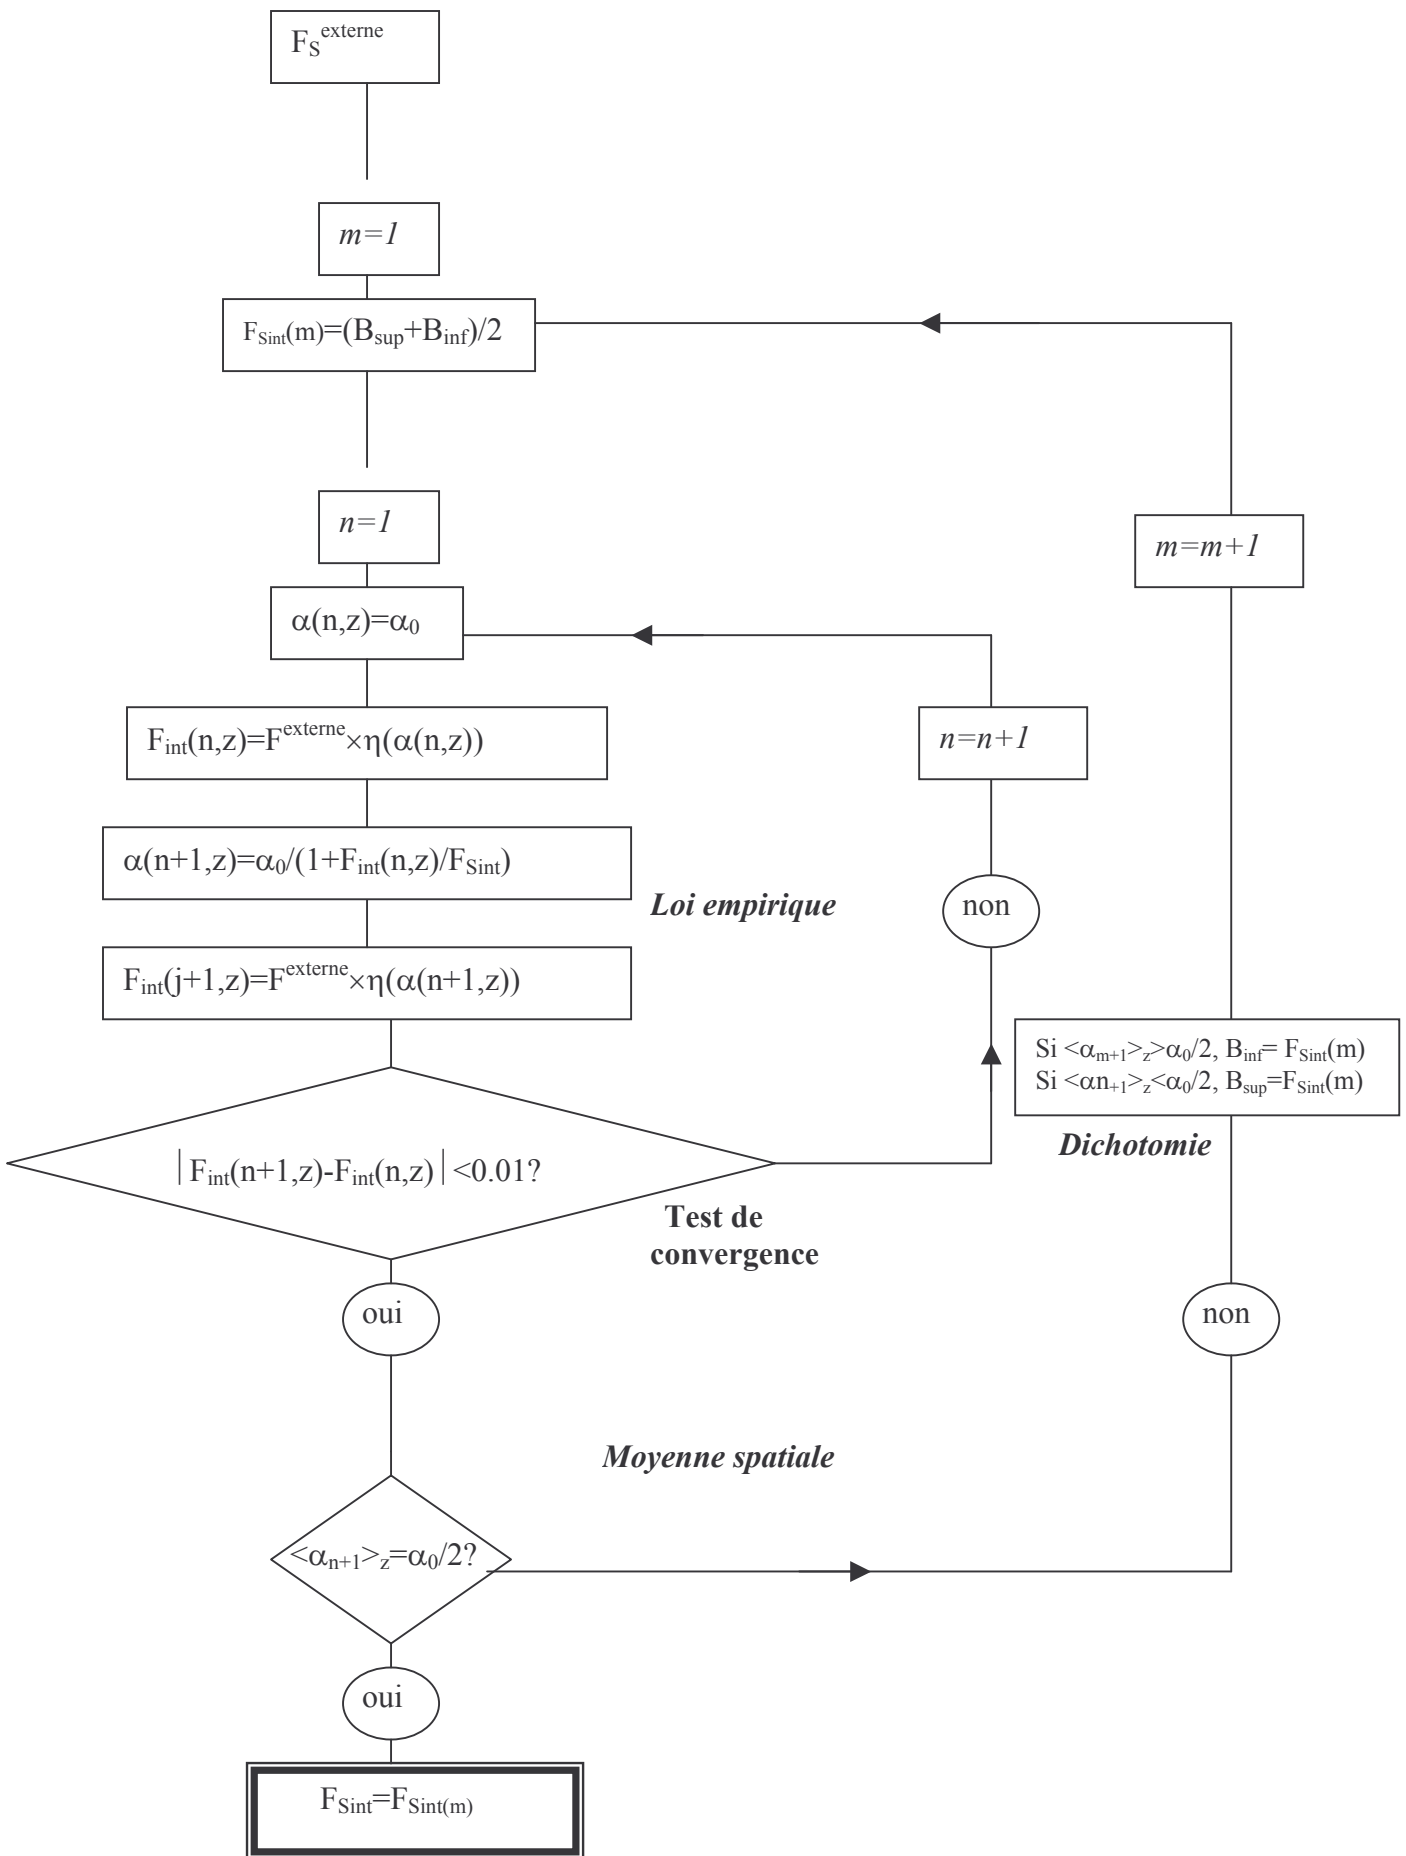 F_S^externe
m=1
F_Sint(m)=(B_sup+B_inf)/2
n=1
m=m+1
α(n,z)=α_0
F_int(n,z)=F^externe×η(α(n,z))
n=n+1
α(n+1,z)=α_0/(1+F_int(n,z)/F_Sint)
Loi empirique
non
F_int(j+1,z)=F^externe×η(α(n+1,z))
Si <α_m+1>_z>α_0/2, B_inf= F_Sint(m)
Si <αn_+1>_z<α_0/2, B_sup=F_Sint(m)
Dichotomie
|F_int(n+1,z)-F_int(n,z)|<0.01?
Test de
convergence
oui
non
Moyenne spatiale
<α_n+1>_z=α_0/2?
oui
F_Sint=F_Sint(m)